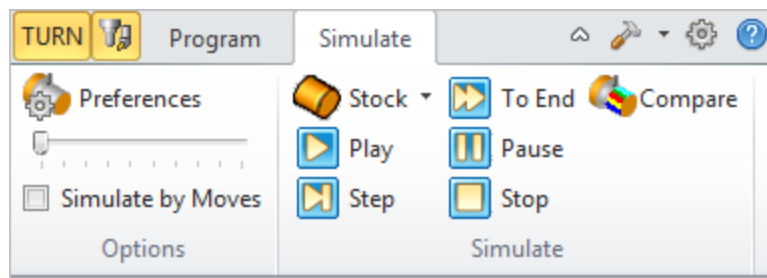 TURN Program Simulate ?
Preferences Stock To End Compare
Play Pause
Simulate by Moves Step Stop
Options Simulate